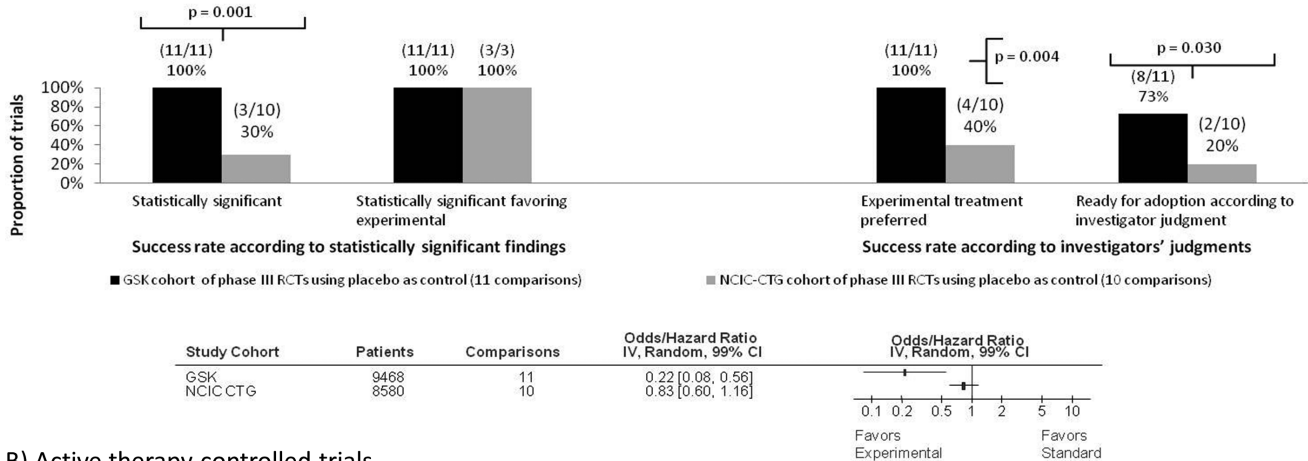 p = 0.001
(11/11)
100%
(3/10)
30%
(11/11)
100%
(3/3)
100%
(11/11)
100%
p = 0.004
(4/10)
40%
p = 0.030
(8/11)
73%
(2/10)
20%
Proportion of trials
100%
80%
60%
40%
20%
0%
Statistically significant
Statistically significant favoring
experimental
Experimental treatment
preferred
Ready for adoption according to
investigator judgment
Success rate according to statistically significant findings
Success rate according to investigators’ judgments
GSK cohort of phase III RCTs using placebo as control (11 comparisons)
NCIC-CTG cohort of phase III RCTs using placebo as control (10 comparisons)
Odds/Hazard Ratio
Odds/Hazard Ratio
Study Cohort Patients Comparisons IV, Random, 99% CI IV, Random, 99% CI
GSK 9468 11 0.22 [0.08, 0.56]
NCIC CTG 8580 10 0.83 [0.60, 1.16]
0.1 0.2 0.5 1 2 5 10
Favors
Experimental
Favors
Standard
B) Active therapy controlled trials